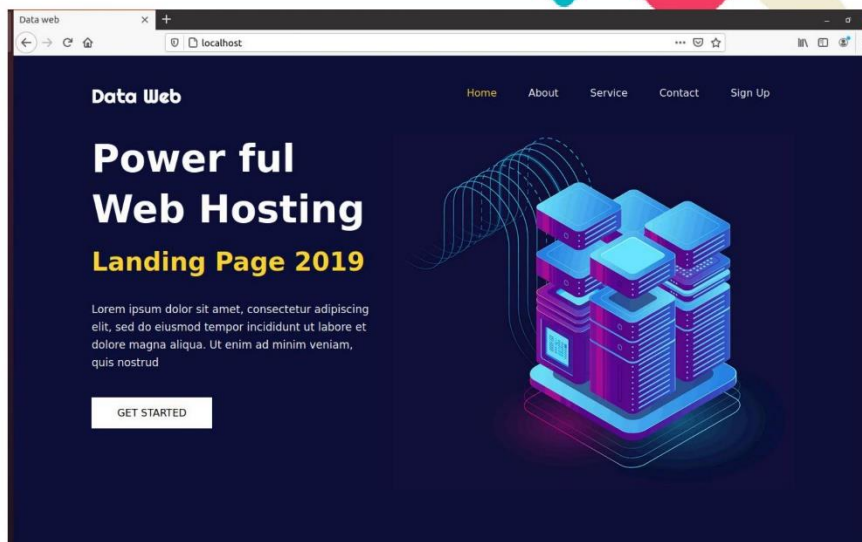 Data web
localhost
Data Web
Home About Service Contact Sign Up
Power ful
Web Hosting
Landing Page 2019
Lorem ipsum dolor sit amet, consectetur adipiscing
elit, sed do eiusmod tempor incididunt ut labore et
dolore magna aliqua. Ut enim ad minim veniam,
quis nostrud
GET STARTED